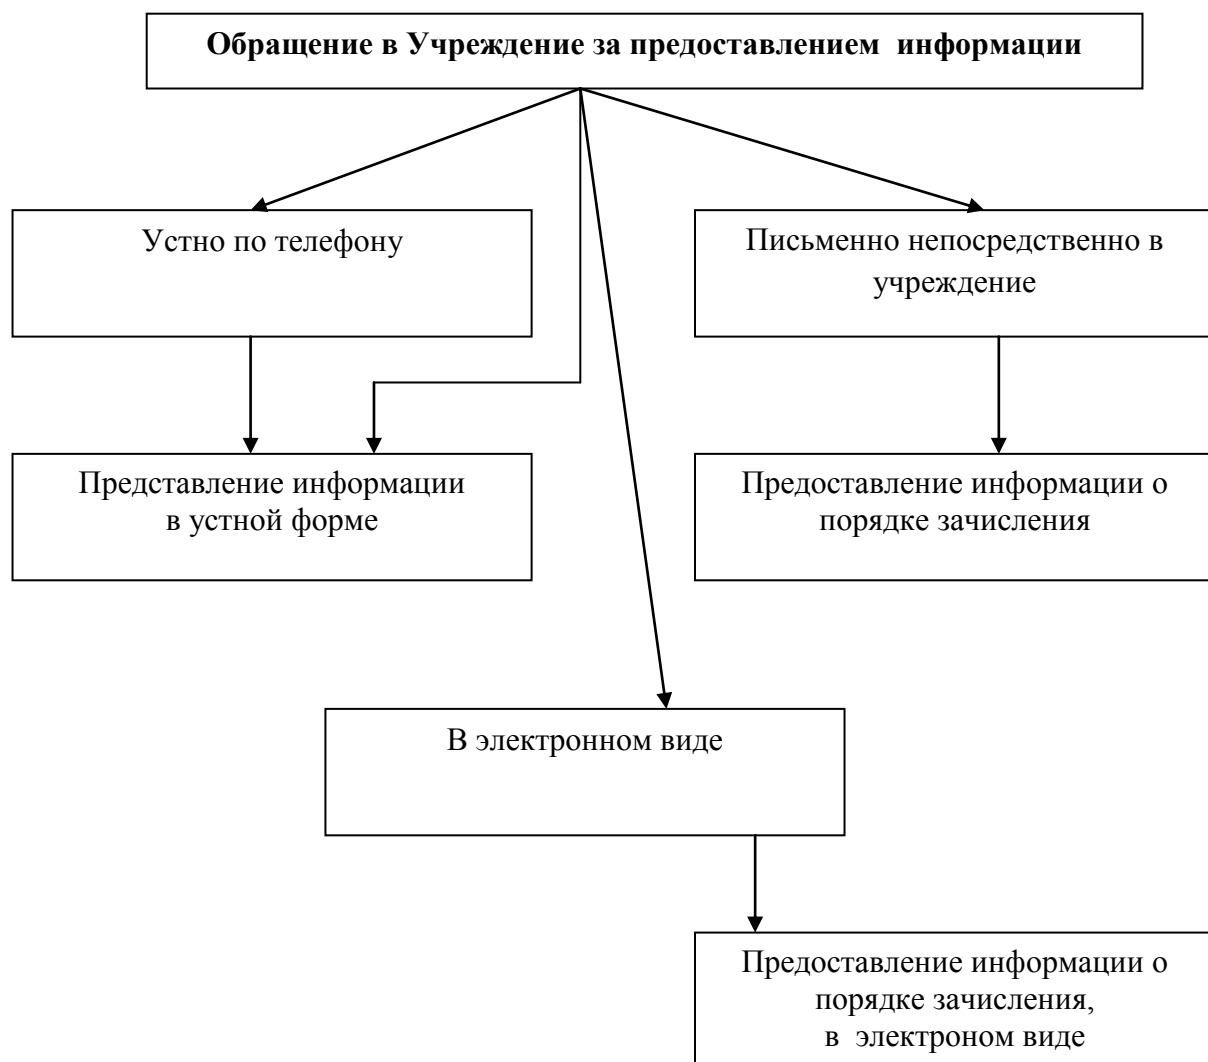 Обращение в Учреждение за предоставлением  информации
Устно по телефону
Письменно непосредственно в
учреждение
Представление информации
в устной форме
Предоставление информации о
порядке зачисления
В электронном виде
Предоставление информации о
порядке зачисления,
в  электроном виде